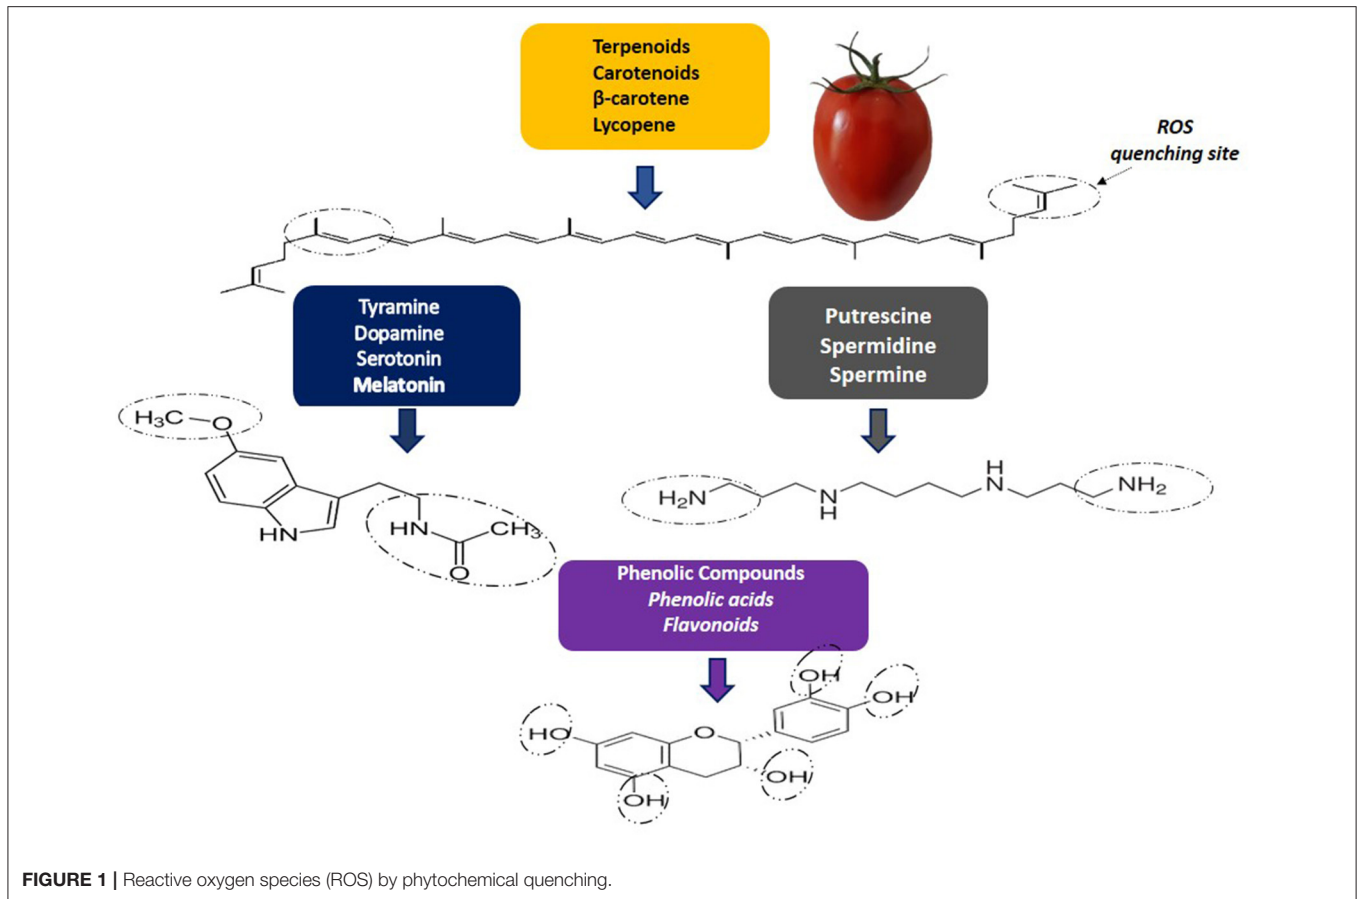 Terpenoids
Carotenoids
β-carotene
Lycopene
ROS
quenching site
Tyramine
Dopamine
Serotonin
Melatonin
Putrescine
Spermidine
Spermine
H₃C
O
HN
HN
CH₃
O
H₂N
N
H
H
N
NH₂
Phenolic Compounds
Phenolic acids
Flavonoids
OH
OH
HO
O
OH
OH
FIGURE 1 | Reactive oxygen species (ROS) by phytochemical quenching.